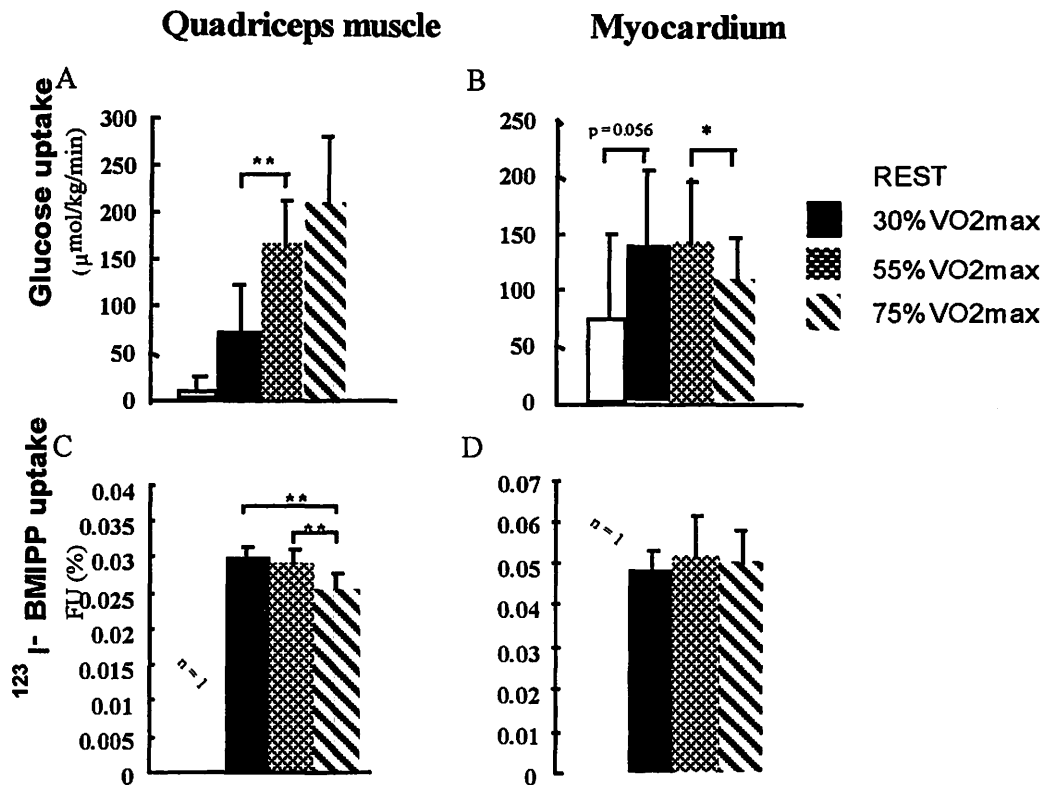 Quadriceps muscle
Myocardium
A
Glucose uptake
(μmol/kg/min)
300
250
200
150
100
50
0
**
B
250
200
150
100
50
0
p = 0.056
*
REST
30%VO2max
55%VO2max
75%VO2max
C
123 I- BMIPP uptake
FU (%)
0.04
0.035
0.03
0.025
0.02
0.015
0.01
0.005
0
n = 1
**
**
D
0.07
0.06
0.05
0.04
0.03
0.02
0.01
0
n = 1